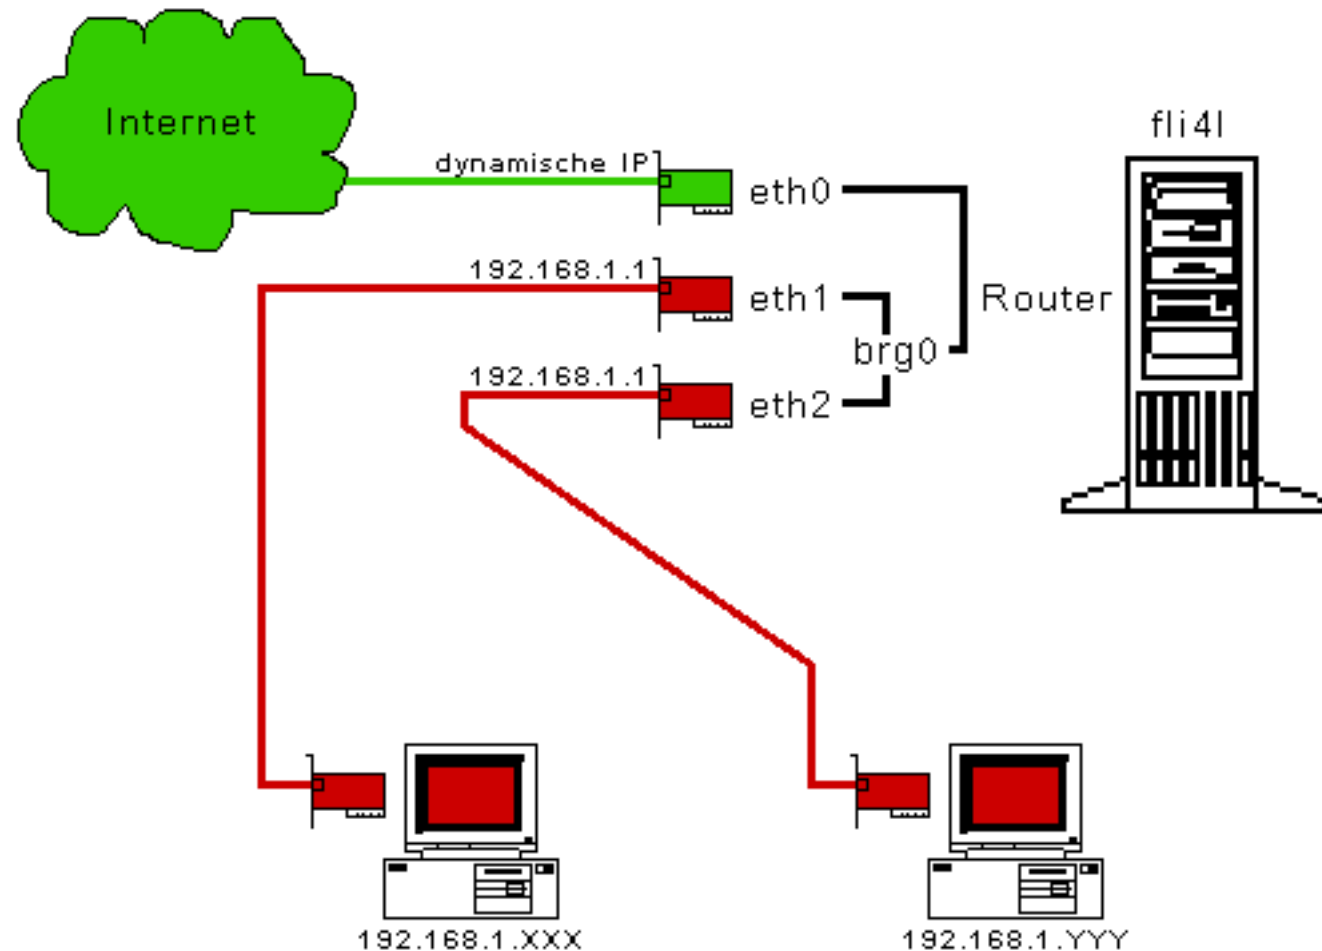 Internet
fli4l
dynamische IP
eth0
192.168.1.1
eth1
Router
brg0
192.168.1.1
eth2
192.168.1.XXX
192.168.1.YYY